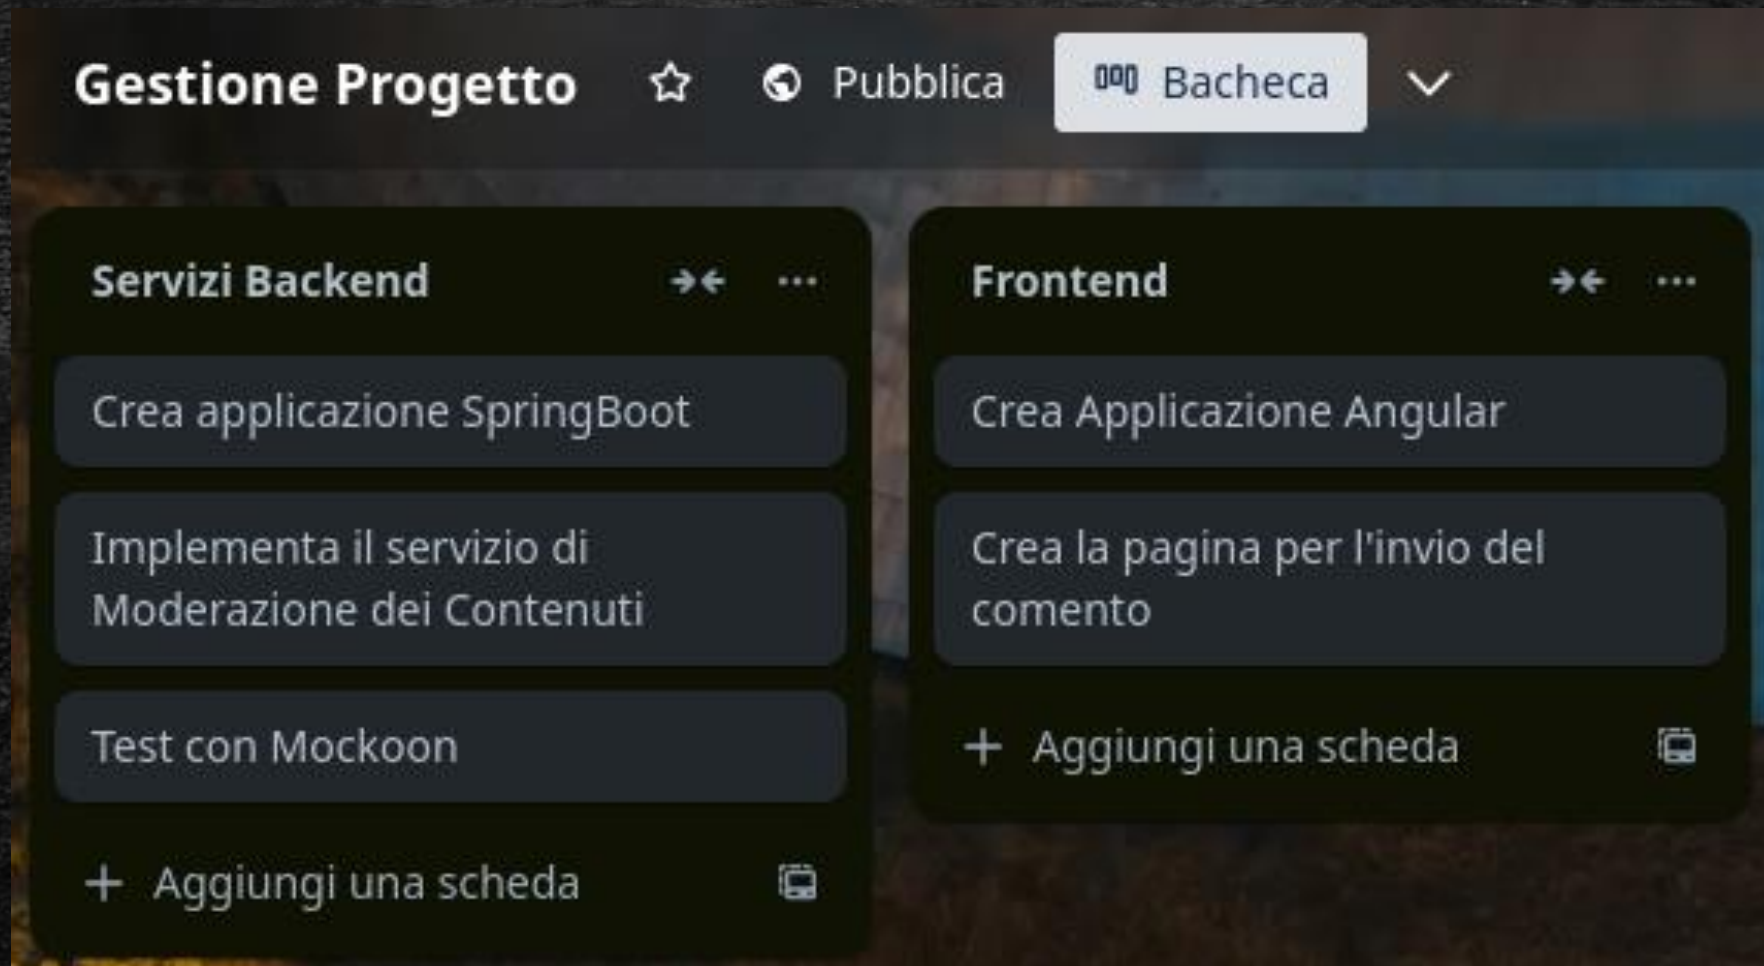 Gestione Progetto
Pubblica
Bacheca
Servizi Backend
Crea applicazione SpringBoot
Implementa il servizio di
Moderazione dei Contenuti
Test con Mockoon
Aggiungi una scheda
Frontend
Crea Applicazione Angular
Crea la pagina per l'invio del
comento
Aggiungi una scheda